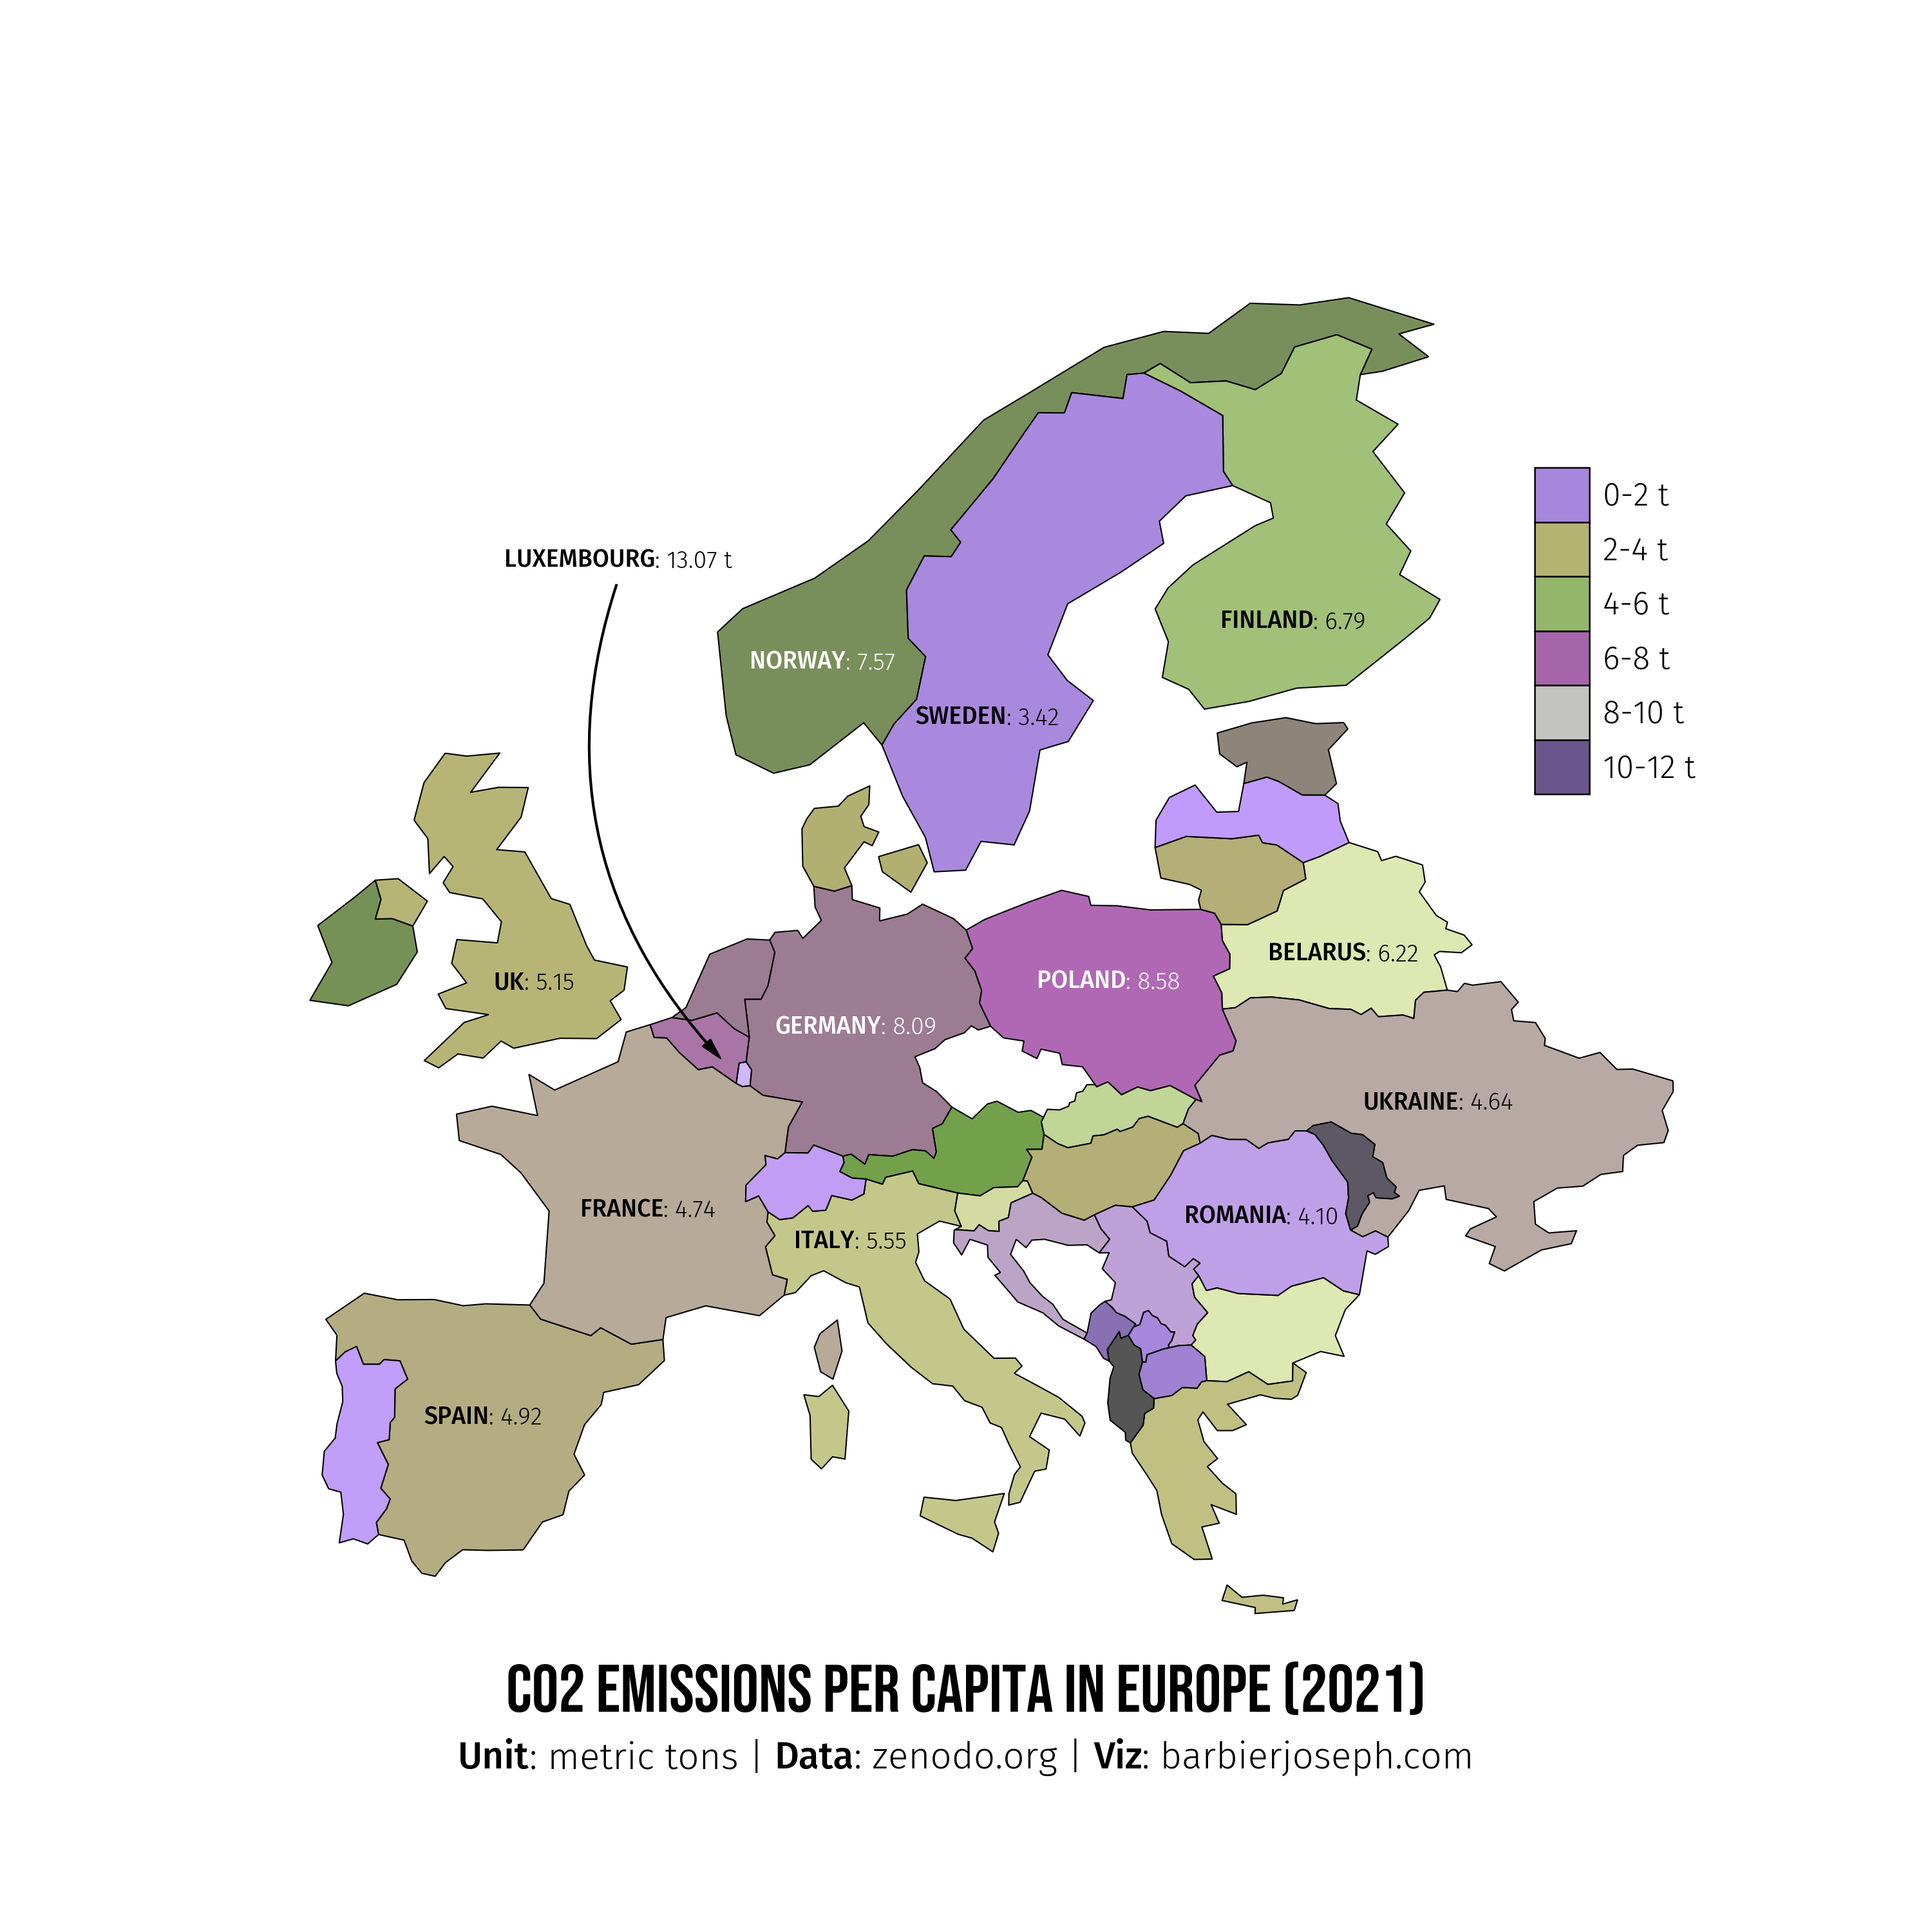 LUXEMBOURG: 13.07 t
NORWAY: 7.57
SWEDEN: 3.42
FINLAND: 6.79
0-2 t
2-4 t
4-6 t
6-8 t
8-10 t
10-12 t
UK: 5.15
GERMANY: 8.09
POLAND: 8.58
BELARUS: 6.22
UKRAINE: 4.64
FRANCE: 4.74
ITALY: 5.55
ROMANIA: 4.10
SPAIN: 4.92
CO2 EMISSIONS PER CAPITA IN EUROPE (2021)
Unit: metric tons | Data: zenodo.org | Viz: barbierjoseph.com